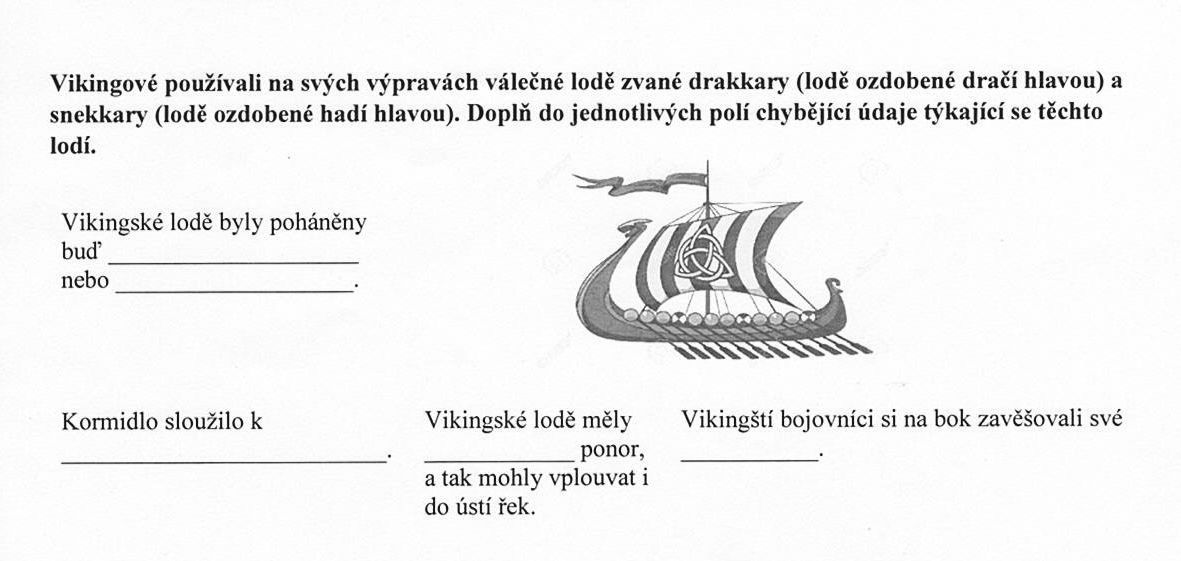 Vikingové používali na svých výpravách válečné lodě zvané drakkary (lodě ozdobené dračí hlavou) a
snekkary (lodě ozdobené hadí hlavou). Doplň do jednotlivých polí chybějící údaje týkající se těchto
lodí.
Vikingské lodě byly poháněny
buď ____________________
nebo ___________________.
Kormidlo sloužilo k
__________________________.
Vikingské lodě měly
____________ ponor,
a tak mohly vplouvat i
do ústí řek.
Vikingští bojovníci si na bok zavěšovali své
___________.